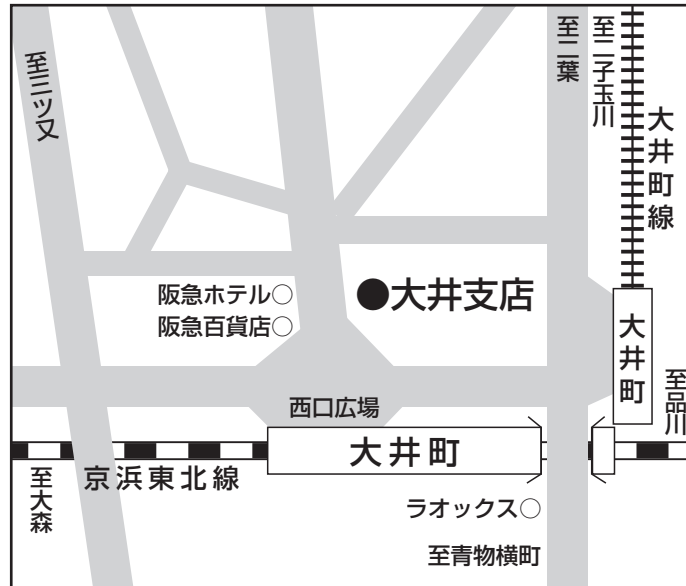 至三ツ又
至二葉
至二子玉川
大井町線
阪急ホテル○
阪急百貨店○
●大井支店
大井町
至品川
西口広場
大井町
京浜東北線
至大森
ラオックス○
至青物横町